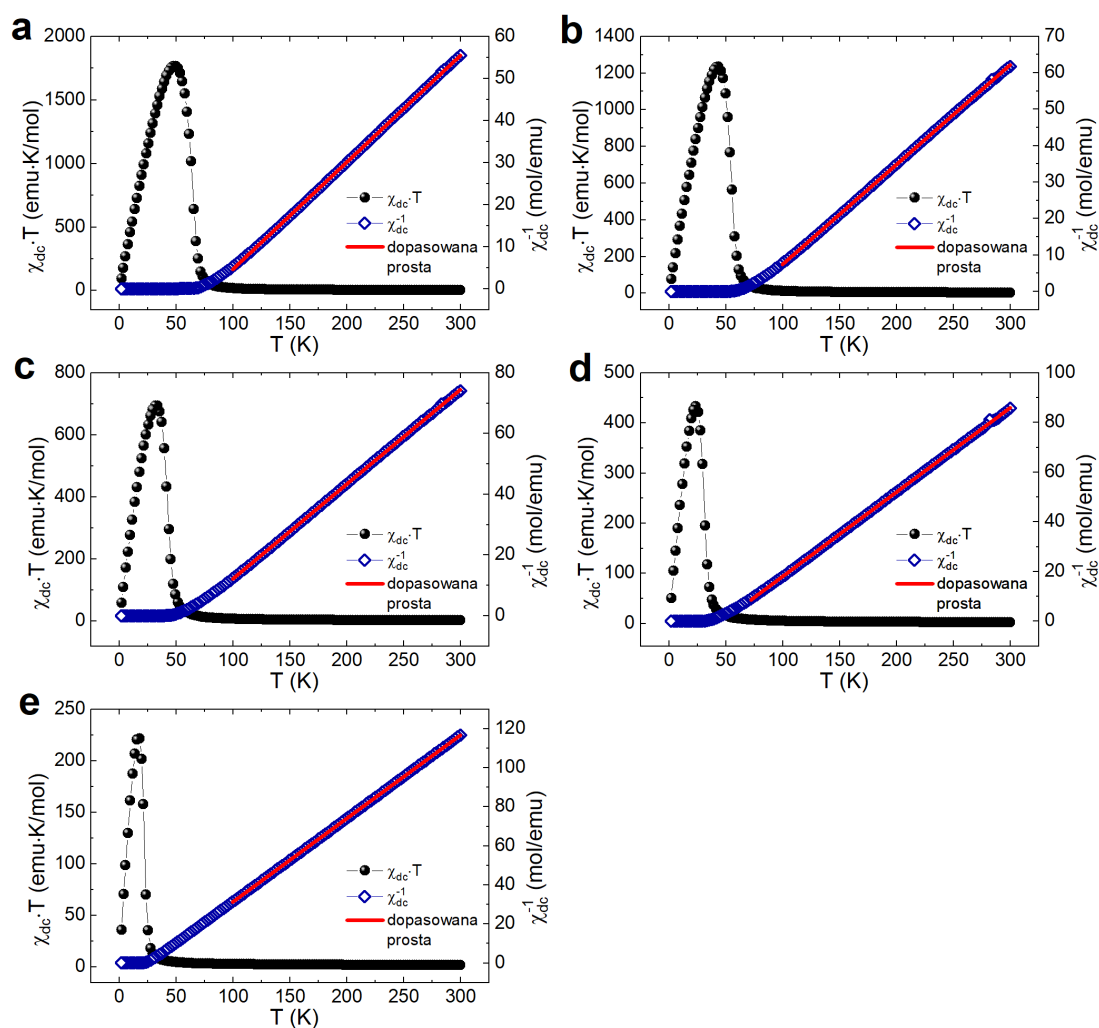 a
2000
1500
1000
500
0
χdc·T (emu·K/mol)
60
50
40
30
20
10
0
χdc⁻¹ (mol/emu)
χdc·T
χdc⁻¹
dopasowana
prosta
0 50 100 150 200 250 300
T (K)
b
1400
1200
1000
800
600
400
200
0
χdc·T (emu·K/mol)
70
60
50
40
30
20
10
0
χdc⁻¹ (mol/emu)
χdc·T
χdc⁻¹
dopasowana
prosta
0 50 100 150 200 250 300
T (K)
c
800
600
400
200
0
χdc·T (emu·K/mol)
80
60
40
20
0
χdc⁻¹ (mol/emu)
χdc·T
χdc⁻¹
dopasowana
prosta
0 50 100 150 200 250 300
T (K)
d
500
400
300
200
100
0
χdc·T (emu·K/mol)
100
80
60
40
20
0
χdc⁻¹ (mol/emu)
χdc·T
χdc⁻¹
dopasowana
prosta
0 50 100 150 200 250 300
T (K)
e
250
225
200
175
150
125
100
75
50
25
0
χdc·T (emu·K/mol)
120
100
80
60
40
20
0
χdc⁻¹ (mol/emu)
χdc·T
χdc⁻¹
dopasowana
prosta
0 50 100 150 200 250 300
T (K)